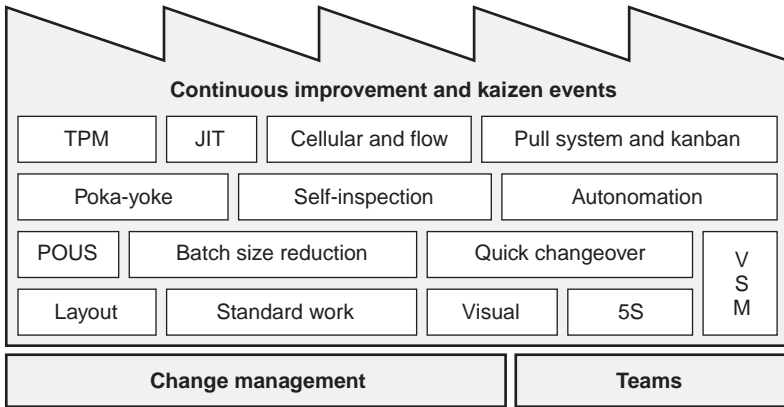 Continuous improvement and kaizen events
TPM JIT Cellular and flow Pull system and kanban
Poka-yoke Self-inspection Autonomation
POUS Batch size reduction Quick changeover
VSM
Layout Standard work Visual 5S
Change management Teams